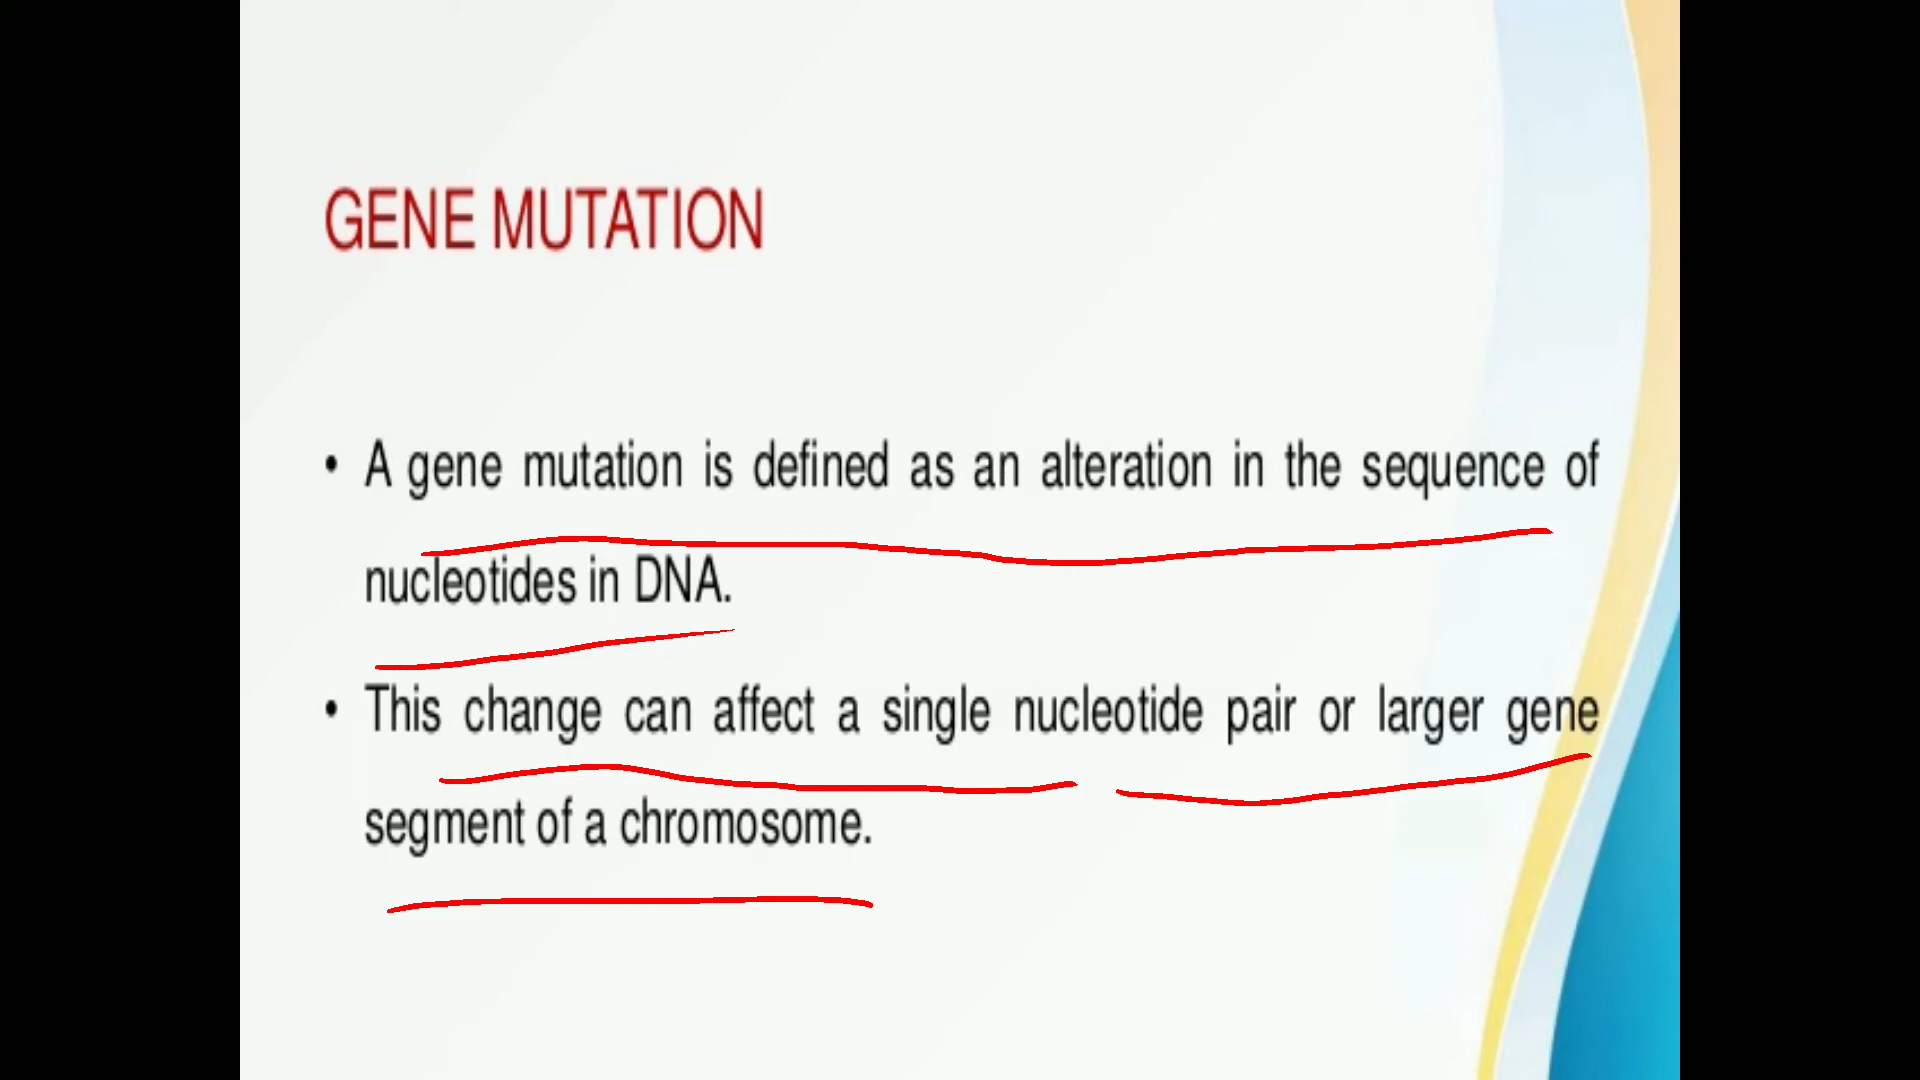 GENE MUTATION
• A gene mutation is defined as an alteration in the sequence of
nucleotides in DNA.
• This change can affect a single nucleotide pair or larger gene
segment of a chromosome.